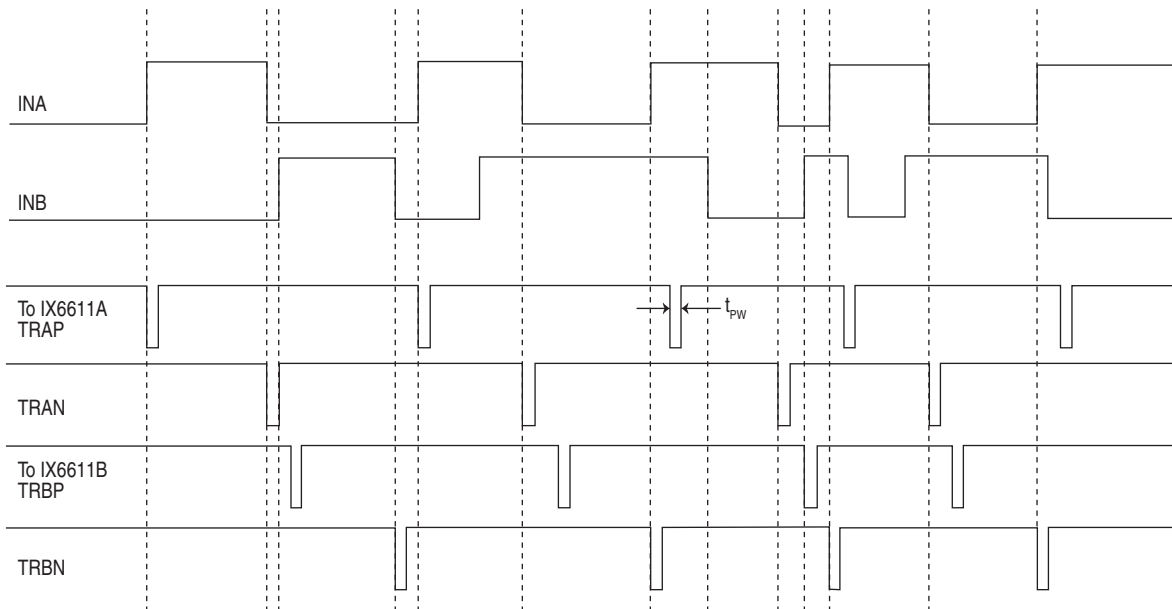 INA
INB
To IX6611A
TRAP
tPW
TRAN
To IX6611B
TRBP
TRBN